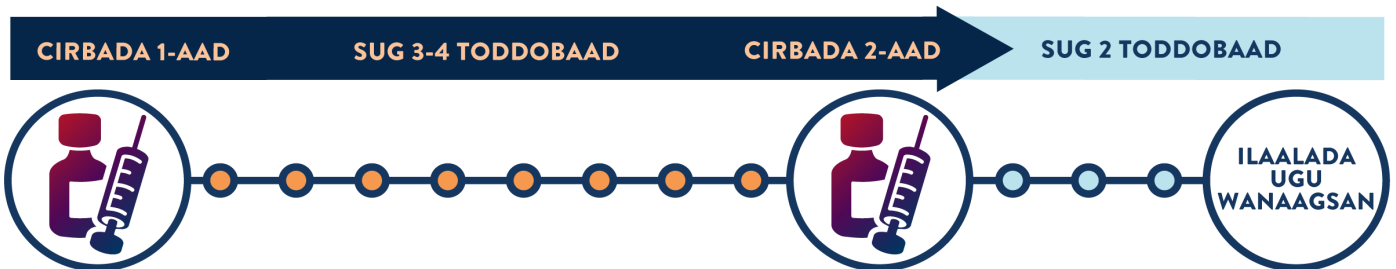 CIRBADA 1-AAD
SUG 3-4 TODDOBAAD
CIRBADA 2-AAD
SUG 2 TODDOBAAD
ILAALADA
UGU
WANAAGSAN